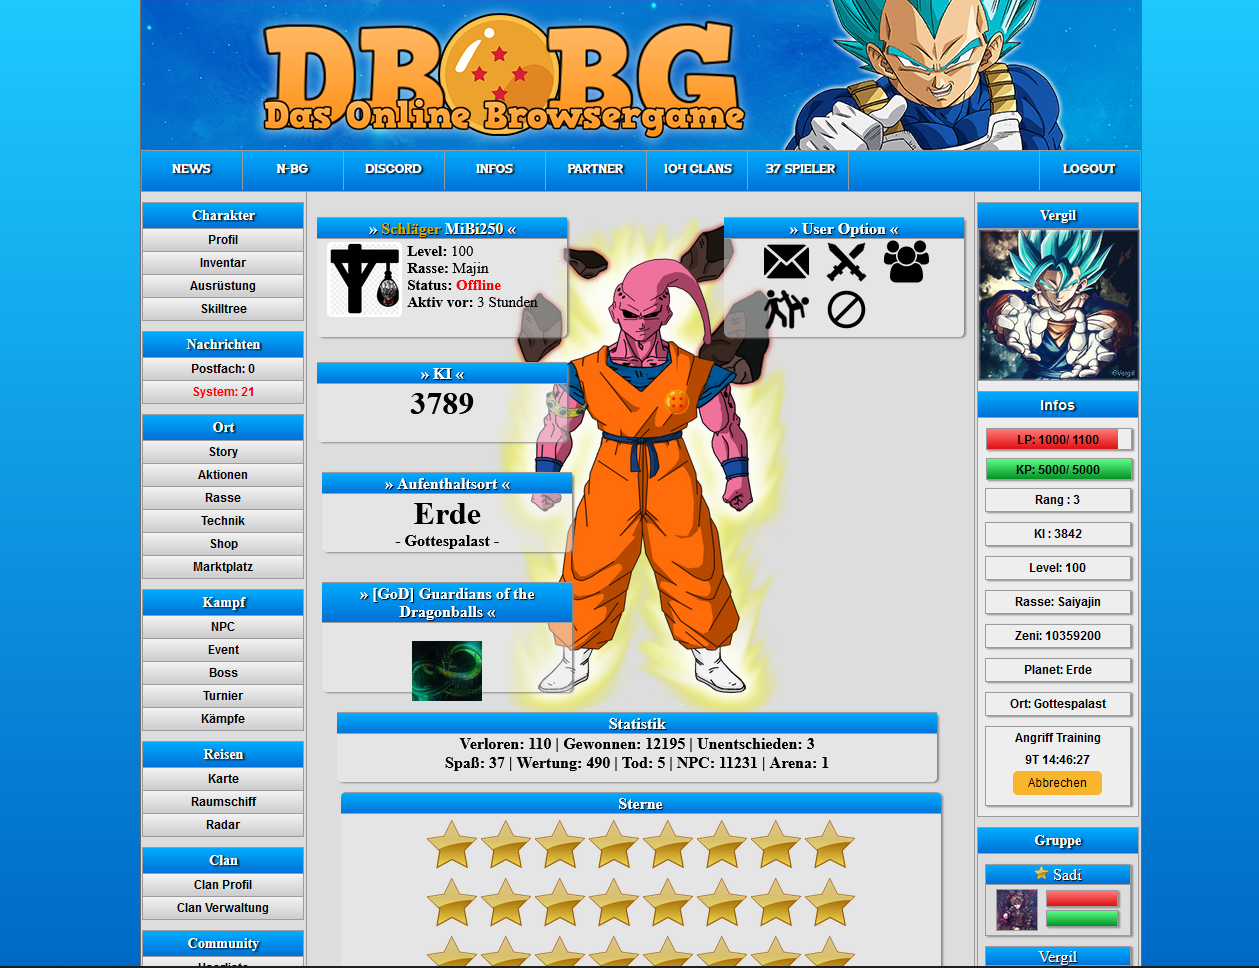 DB BG
Das Online Browsergame
NEWS
N-BG
DISCORD
INFOS
PARTNER
104 CLANS
37 SPIELER
LOGOUT
Charakter
Profil
Inventar
Ausrüstung
Skilltree
Nachrichten
Postfach: 0
System: 21
Ort
Story
Aktionen
Rasse
Technik
Shop
Marktplatz
Kampf
NPC
Event
Boss
Turnier
Kämpfe
Reisen
Karte
Raumschiff
Radar
Clan
Clan Profil
Clan Verwaltung
Community
» Schläger MiBi250 «
Level: 100
Rasse: Majin
Status: Offline
Aktiv vor: 3 Stunden
» User Option «
» KI «
3789
» Aufenthaltsort «
Erde
- Gottespalast -
» [GoD] Guardians of the
Dragonballs «
Statistik
Verloren: 110 | Gewonnen: 12195 | Unentschieden: 3
Spaß: 37 | Wertung: 490 | Tod: 5 | NPC: 11231 | Arena: 1
Sterne
Vergil
©Vergil
Infos
LP: 1000/ 1100
KP: 5000/ 5000
Rang : 3
KI : 3842
Level: 100
Rasse: Saiyajin
Zeni: 10359200
Planet: Erde
Ort: Gottespalast
Angriff Training
9T 14:46:27
Abbrechen
Gruppe
Sadi
Vergil